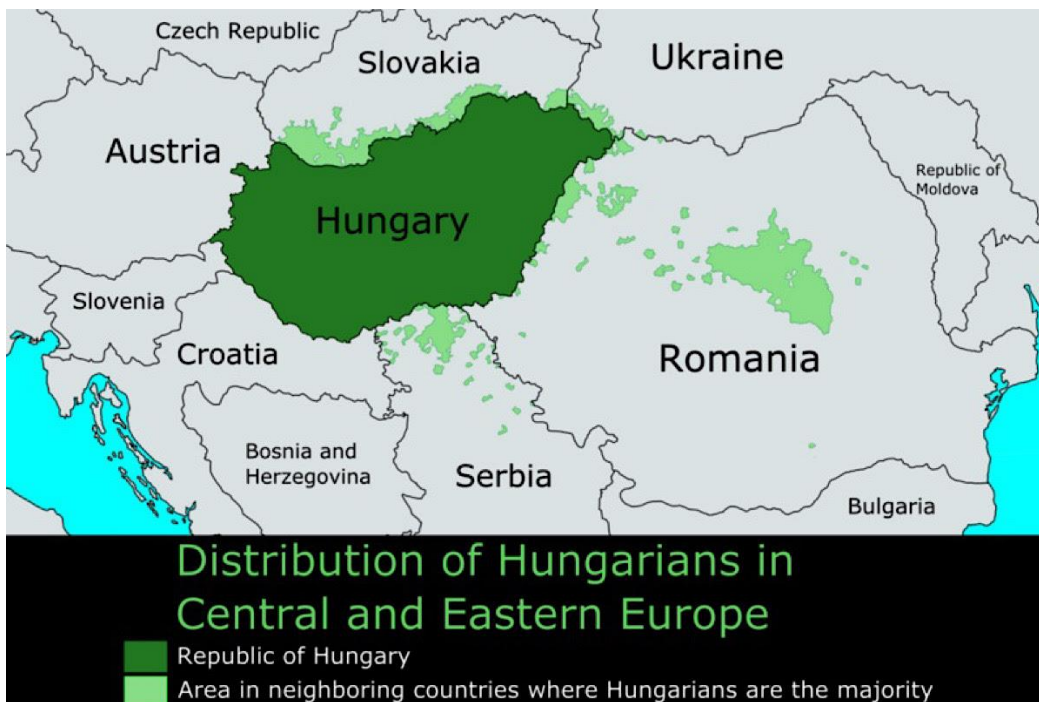 Czech Republic
Slovakia
Ukraine
Austria
Republic of
Moldova
Hungary
Slovenia
Croatia
Romania
Bosnia and
Herzegovina
Serbia
Bulgaria
Distribution of Hungarians in
Central and Eastern Europe
Republic of Hungary
Area in neighboring countries where Hungarians are the majority